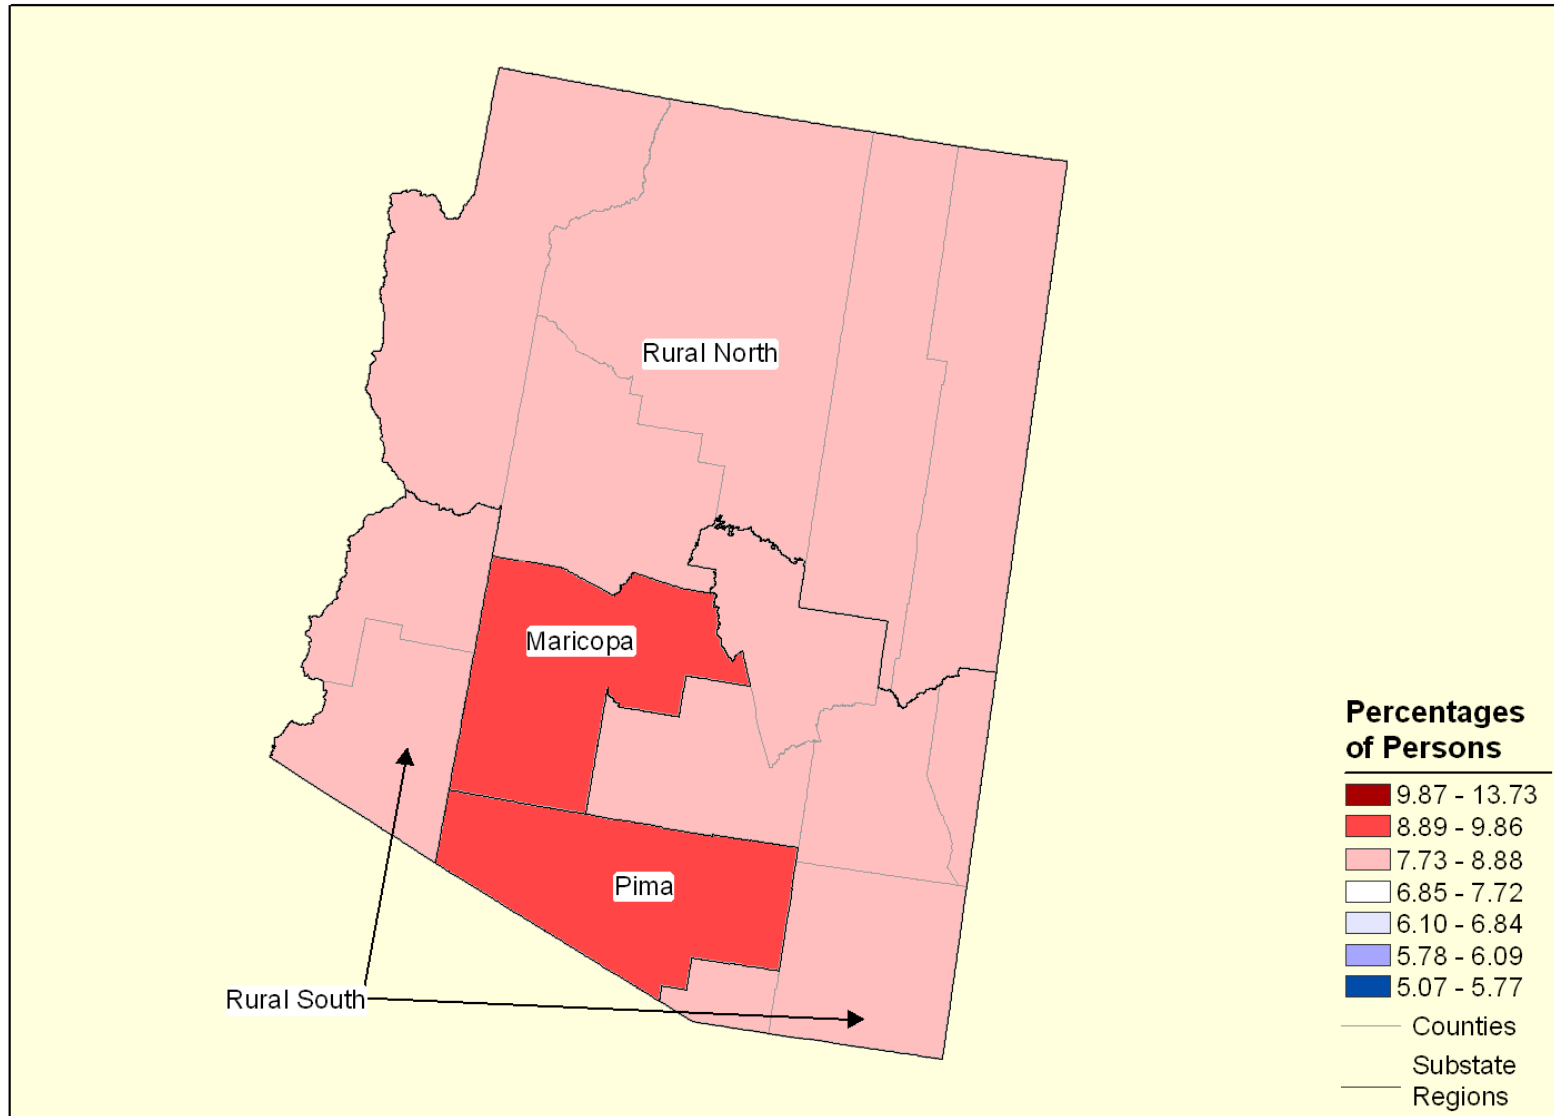 Rural North
Maricopa
Pima
Rural South
Percentages
of Persons
9.87 - 13.73
8.89 - 9.86
7.73 - 8.88
6.85 - 7.72
6.10 - 6.84
5.78 - 6.09
5.07 - 5.77
Counties
Substate
Regions